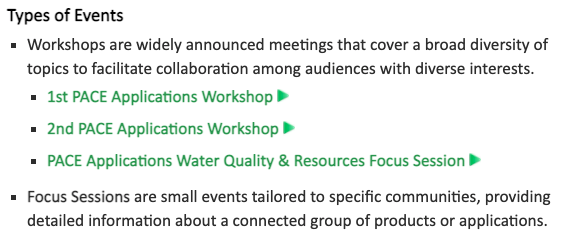 Types of Events
Workshops are widely announced meetings that cover a broad diversity of
topics to facilitate collaboration among audiences with diverse interests.
1st PACE Applications Workshop
2nd PACE Applications Workshop
PACE Applications Water Quality & Resources Focus Session
Focus Sessions are small events tailored to specific communities, providing
detailed information about a connected group of products or applications.